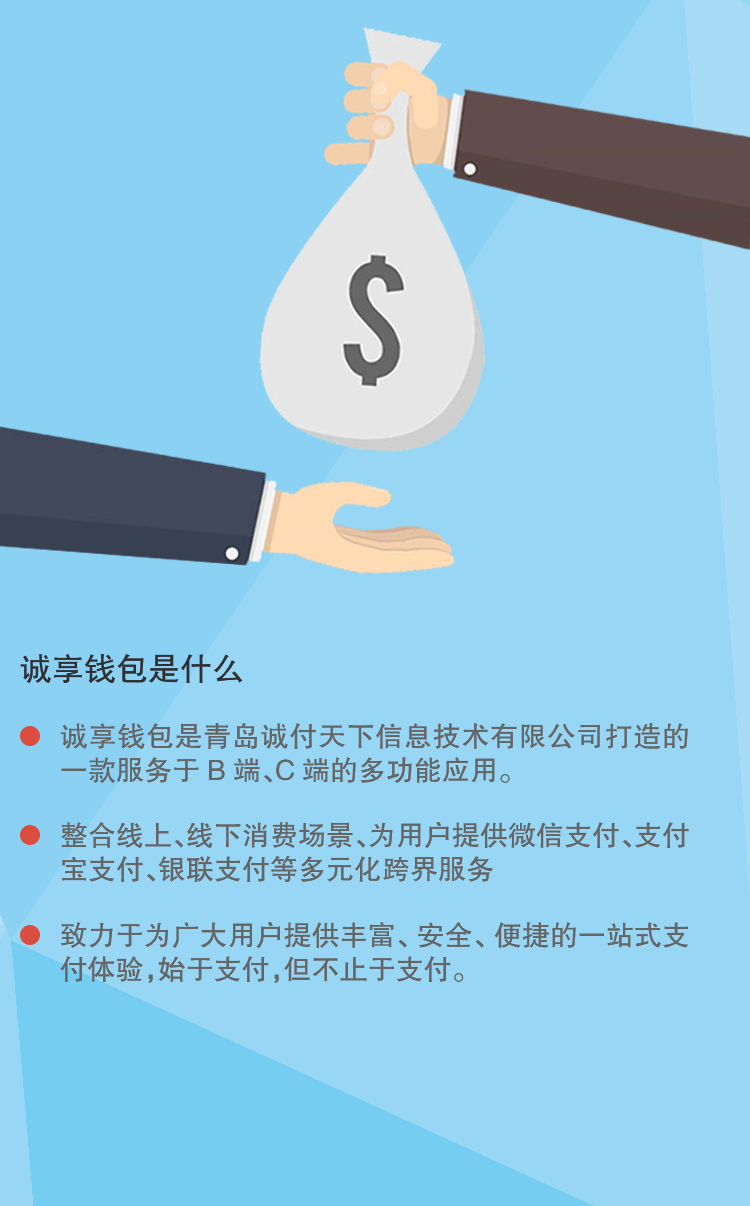 $
诚享钱包是什么
诚享钱包是青岛诚付天下信息技术有限公司打造的
一款服务于 B 端、C 端的多功能应用。
整合线上、线下消费场景、为用户提供微信支付、支付
宝支付、银联支付等多元化跨界服务
致力于为广大用户提供丰富、安全、便捷的一站式支
付体验,始于支付,但不止于支付。